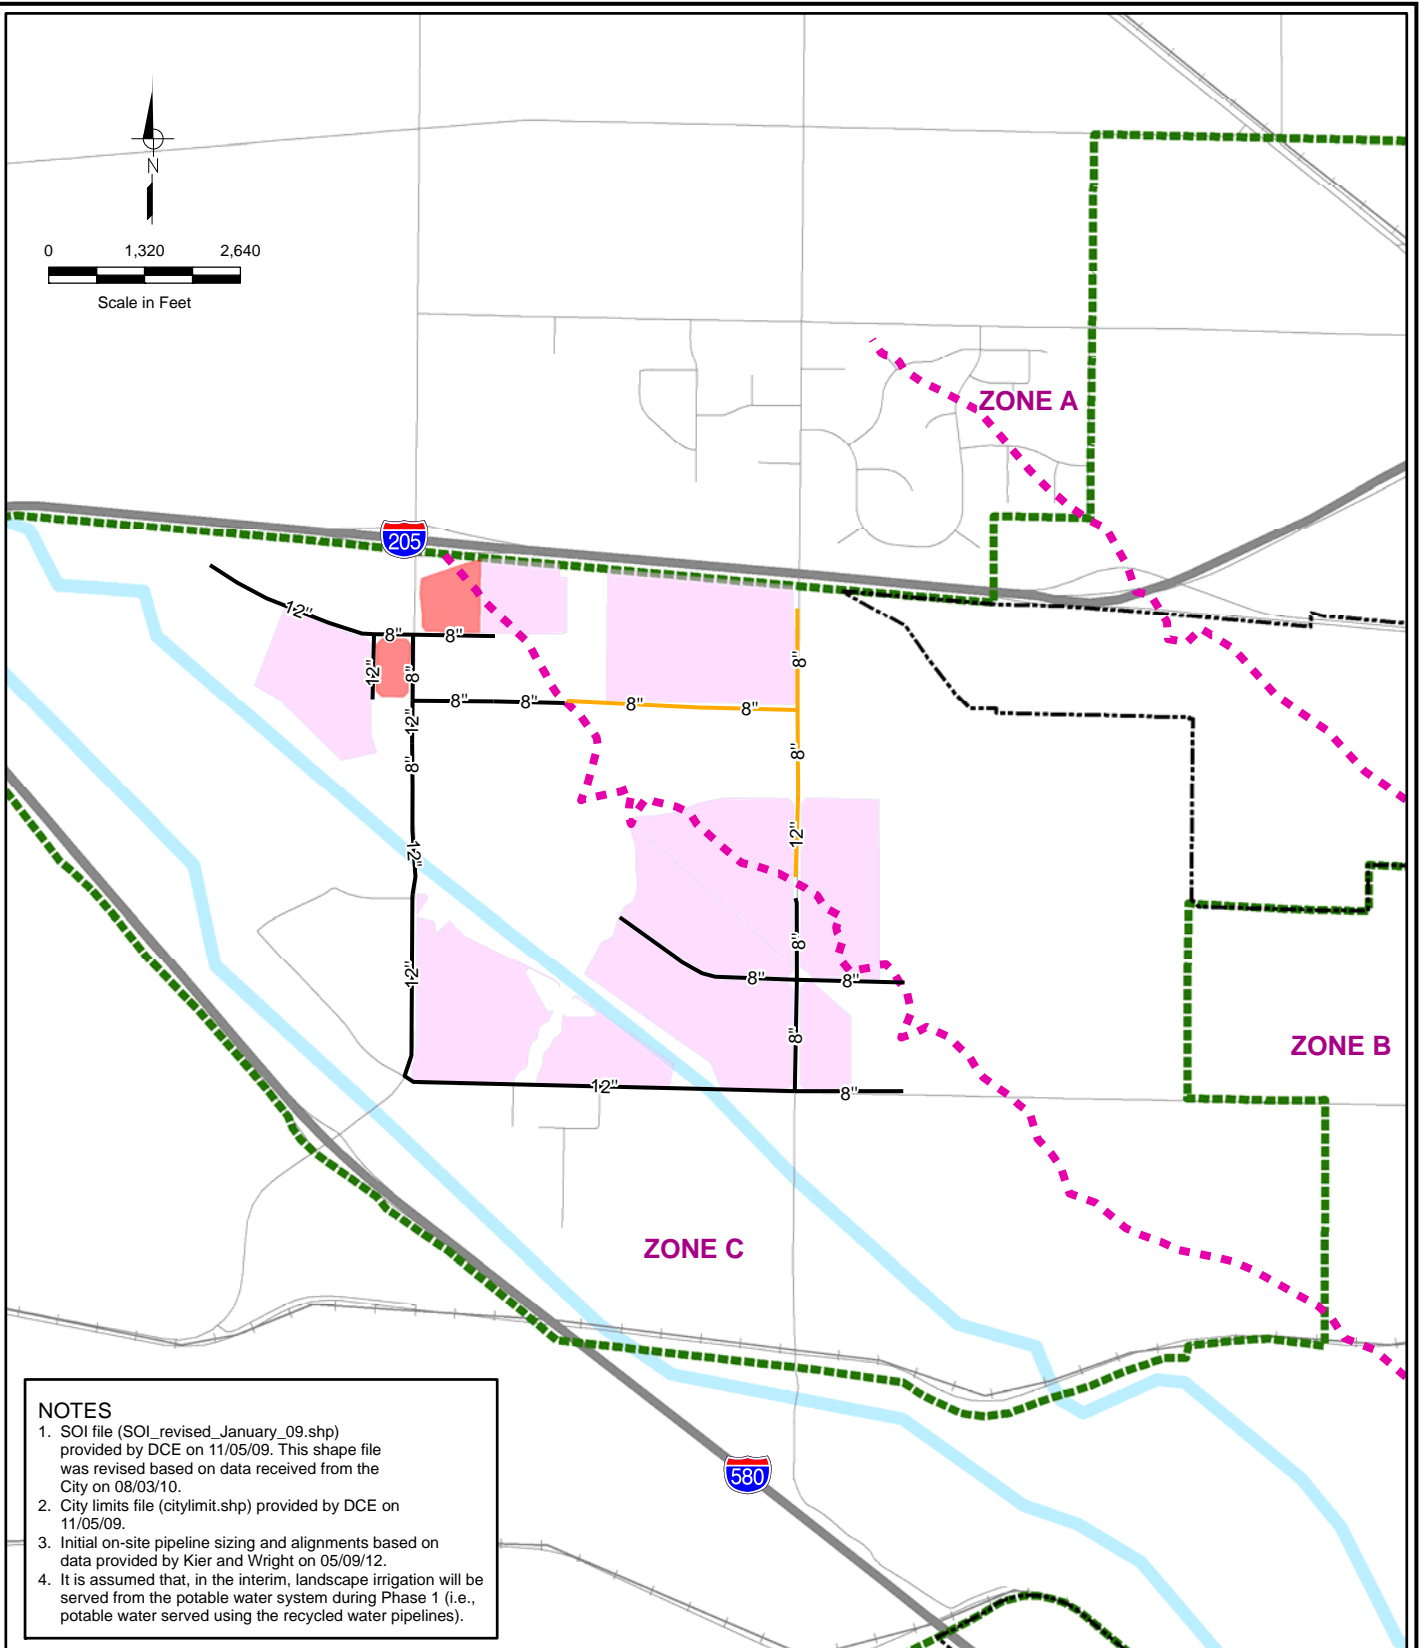 N
0 1,320 2,640
Scale in Feet
ZONE A
205
12"
8"
8"
12"
8"
8"
8"
8"
8"
8"
12"
8"
8"
12"
12"
12"
8"
8"
8"
8"
12"
8"
ZONE B
ZONE C
580
NOTES
1. SOI file (SOI_revised_January_09.shp)
provided by DCE on 11/05/09. This shape file
was revised based on data received from the
City on 08/03/10.
2. City limits file (citylimit.shp) provided by DCE on
11/05/09.
3. Initial on-site pipeline sizing and alignments based on
data provided by Kier and Wright on 05/09/12.
4. It is assumed that, in the interim, landscape irrigation will be
served from the potable water system during Phase 1 (i.e.,
potable water served using the recycled water pipelines).